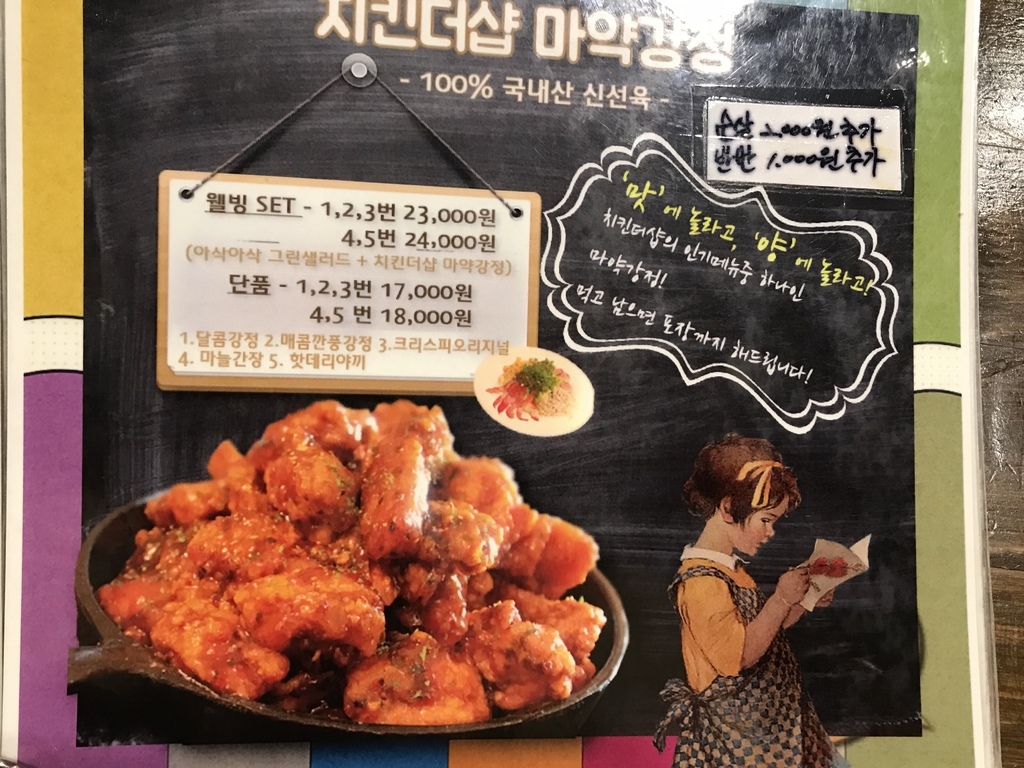 치킨더샵 마약강정
- 100% 국내산 신선육 -
순살 2,000원 추가
반반 1,000원 추가
웰빙 SET - 1,2,3번 23,000원
4,5번 24,000원
(아삭아삭 그린샐러드 + 치킨더샵 마약강정)
단품 - 1,2,3번 17,000원
4,5 번 18,000원
1.달콤강정 2.매콤깐풍강정 3.크리스피오리지널
4. 마늘간장 5. 핫데리야끼
'맛'에 놀라고, '양'에 놀라고!
치킨더샵의 인기메뉴중 하나인
마약강정!
먹고 남으면 포장까지 해드립니다!